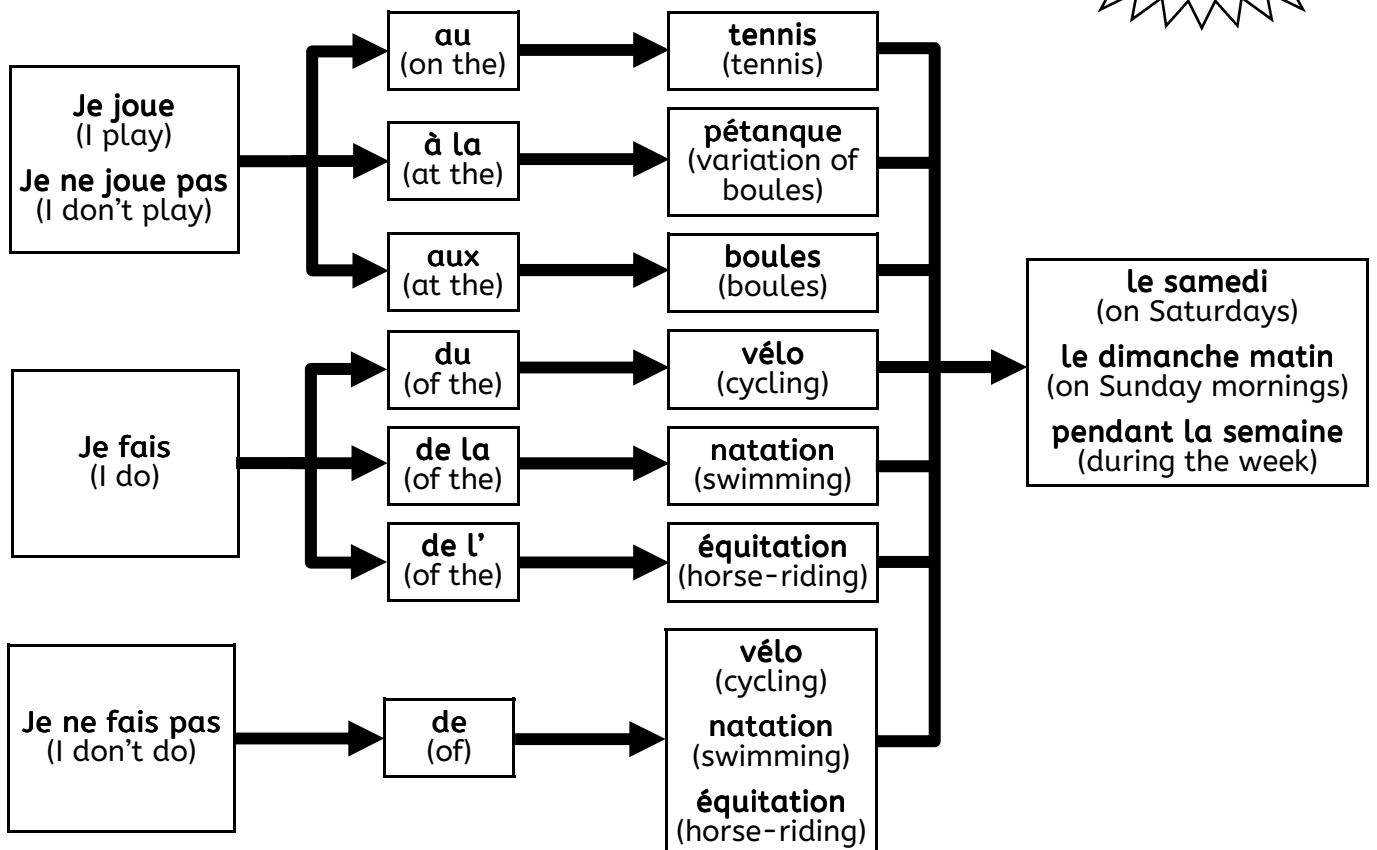 Je joue
(I play)
Je ne joue pas
(I don't play)
au
(on the)
tennis
(tennis)
à la
(at the)
pétanque
(variation of
boules)
aux
(at the)
boules
(boules)
Je fais
(I do)
du
(of the)
vélo
(cycling)
de la
(of the)
natation
(swimming)
de l'
(of the)
équitation
(horse-riding)
Je ne fais pas
(I don't do)
de
(of)
vélo
(cycling)
natation
(swimming)
équitation
(horse-riding)
le samedi
(on Saturdays)
le dimanche matin
(on Sunday mornings)
pendant la semaine
(during the week)